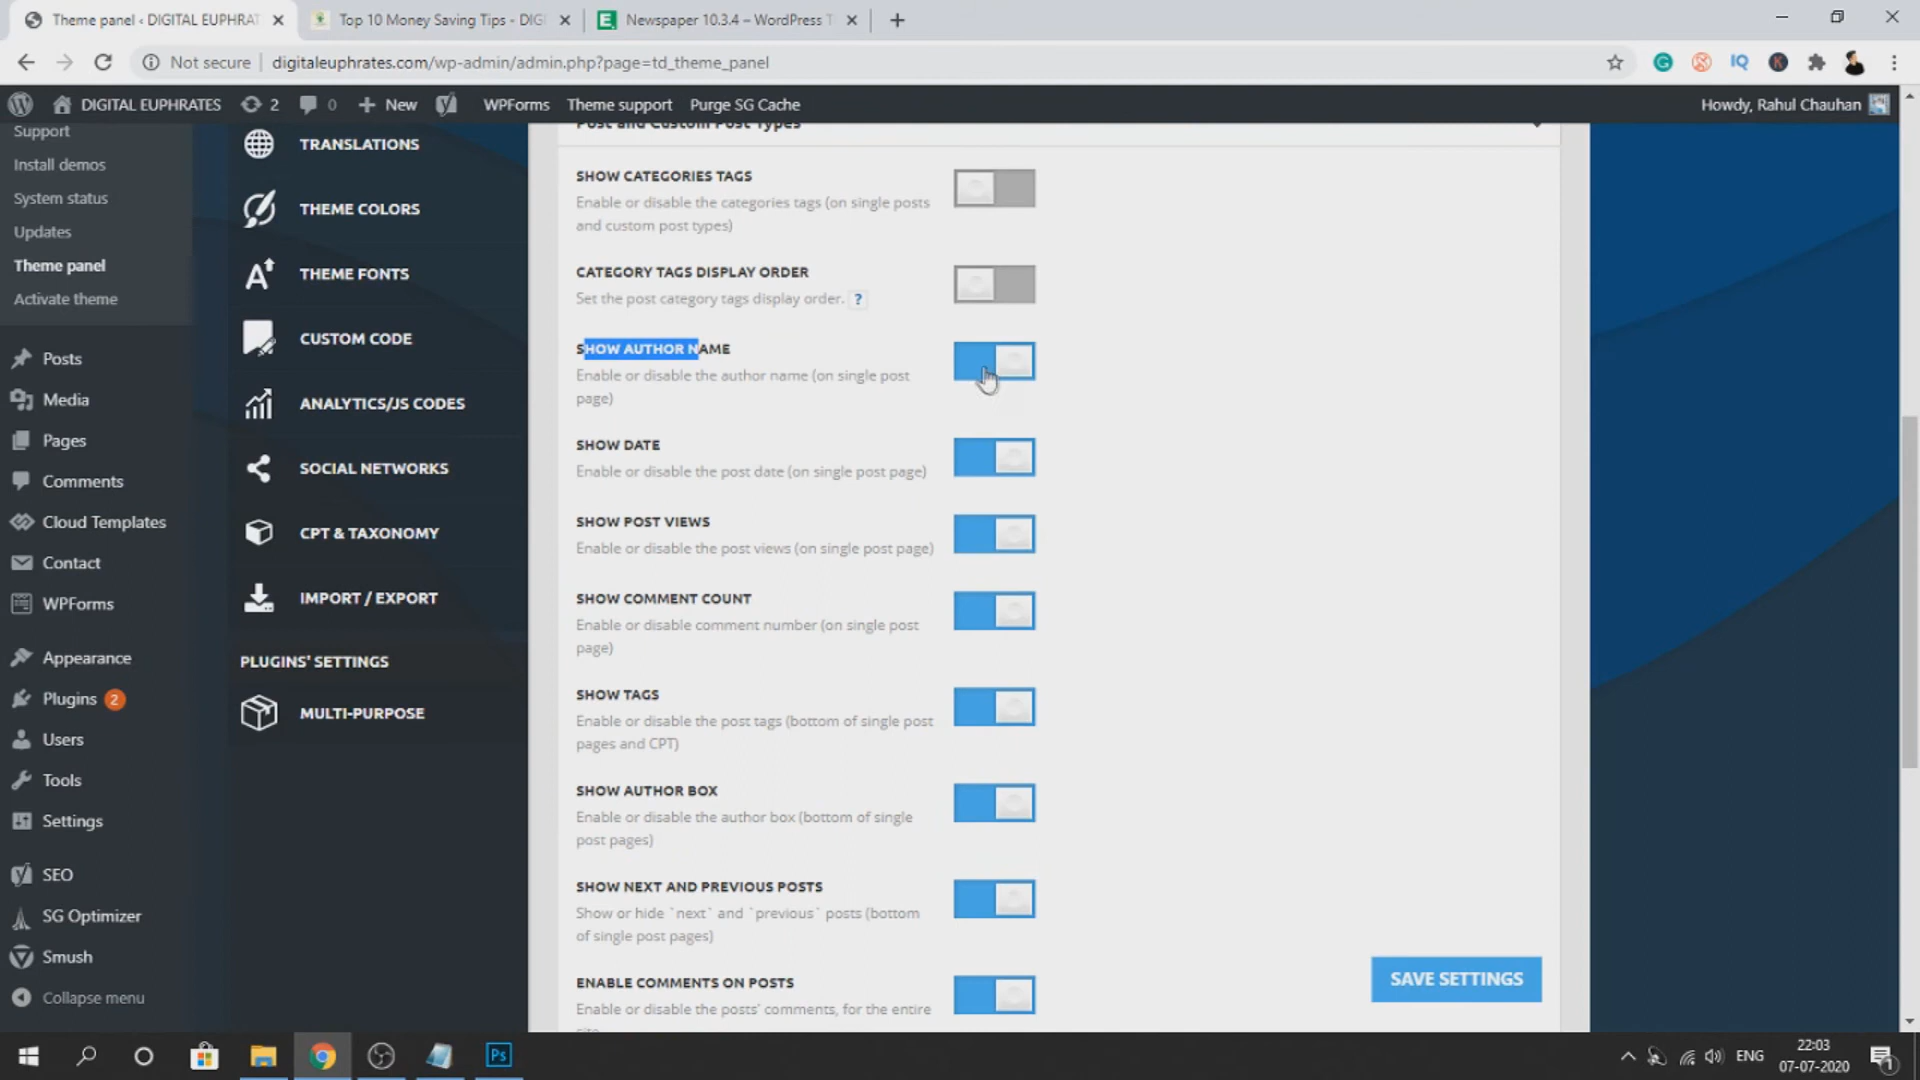 Theme panel ‹ DIGITAL EUPHRAT
Top 10 Money Saving Tips - DIG
Newspaper 10.3.4 – WordPress T
Not secure
digitaleuphrates.com/wp-admin/admin.php?page=td_theme_panel
DIGITAL EUPHRATES
2
0
New
WPForms
Theme support
Purge SG Cache
Howdy, Rahul Chauhan
Support
Install demos
System status
Updates
Theme panel
Activate theme
Posts
Media
Pages
Comments
Cloud Templates
Contact
WPForms
Appearance
Plugins 2
Users
Tools
Settings
SEO
SG Optimizer
Smush
Collapse menu
TRANSLATIONS
THEME COLORS
THEME FONTS
CUSTOM CODE
ANALYTICS/JS CODES
SOCIAL NETWORKS
CPT & TAXONOMY
IMPORT / EXPORT
PLUGINS' SETTINGS
MULTI-PURPOSE
Post and Custom Post Types
SHOW CATEGORIES TAGS
Enable or disable the categories tags (on single posts
and custom post types)
CATEGORY TAGS DISPLAY ORDER
Set the post category tags display order. ?
SHOW AUTHOR NAME
Enable or disable the author name (on single post
page)
SHOW DATE
Enable or disable the post date (on single post page)
SHOW POST VIEWS
Enable or disable the post views (on single post page)
SHOW COMMENT COUNT
Enable or disable comment number (on single post
page)
SHOW TAGS
Enable or disable the post tags (bottom of single post
pages and CPT)
SHOW AUTHOR BOX
Enable or disable the author box (bottom of single
post pages)
SHOW NEXT AND PREVIOUS POSTS
Show or hide `next` and `previous` posts (bottom
of single post pages)
ENABLE COMMENTS ON POSTS
Enable or disable the posts' comments, for the entire
site
SAVE SETTINGS
Ps
ENG
22:03
07-07-2020
1